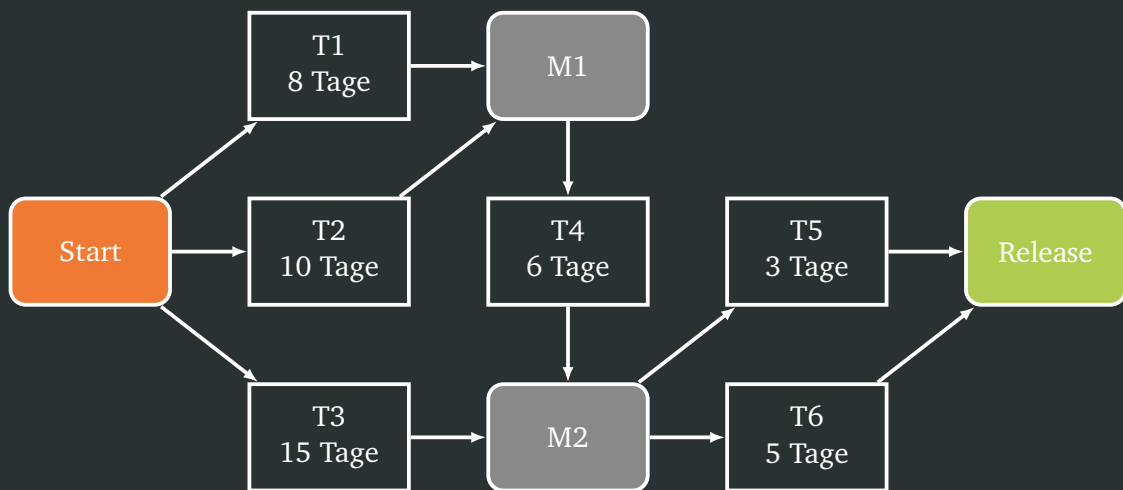 T1
8 Tage
M1
Start
T2
10 Tage
T4
6 Tage
T5
3 Tage
Release
T3
15 Tage
M2
T6
5 Tage